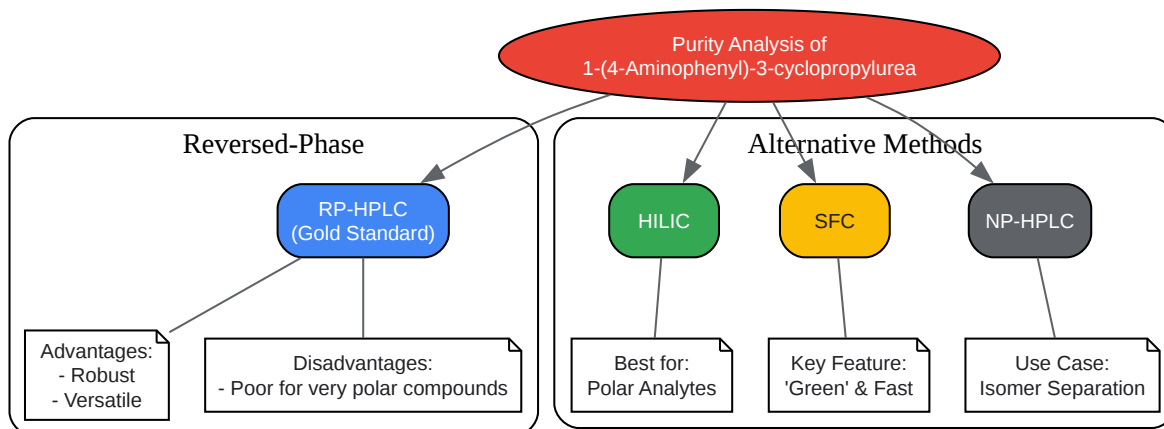 Purity Analysis of
1-(4-Aminophenyl)-3-cyclopropylurea
Reversed-Phase
Alternative Methods
RP-HPLC
(Gold Standard)
HILIC
SFC
NP-HPLC
Advantages:
- Robust
- Versatile
Disadvantages:
- Poor for very polar compounds
Best for:
Polar Analytes
Key Feature:
'Green' & Fast
Use Case:
Isomer Separation